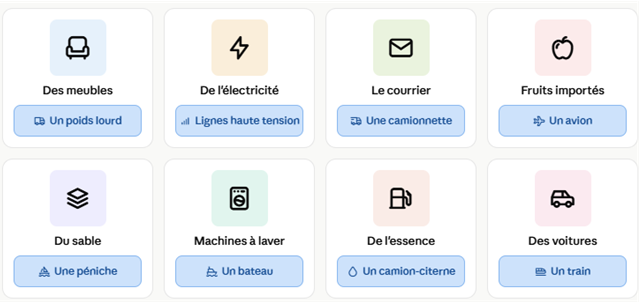 Des meubles
De l'électricité
Le courrier
Fruits importés
Un poids lourd
Lignes haute tension
Une camionnette
Un avion
Du sable
Machines à laver
De l'essence
Des voitures
Une péniche
Un bateau
Un camion-citerne
Un train